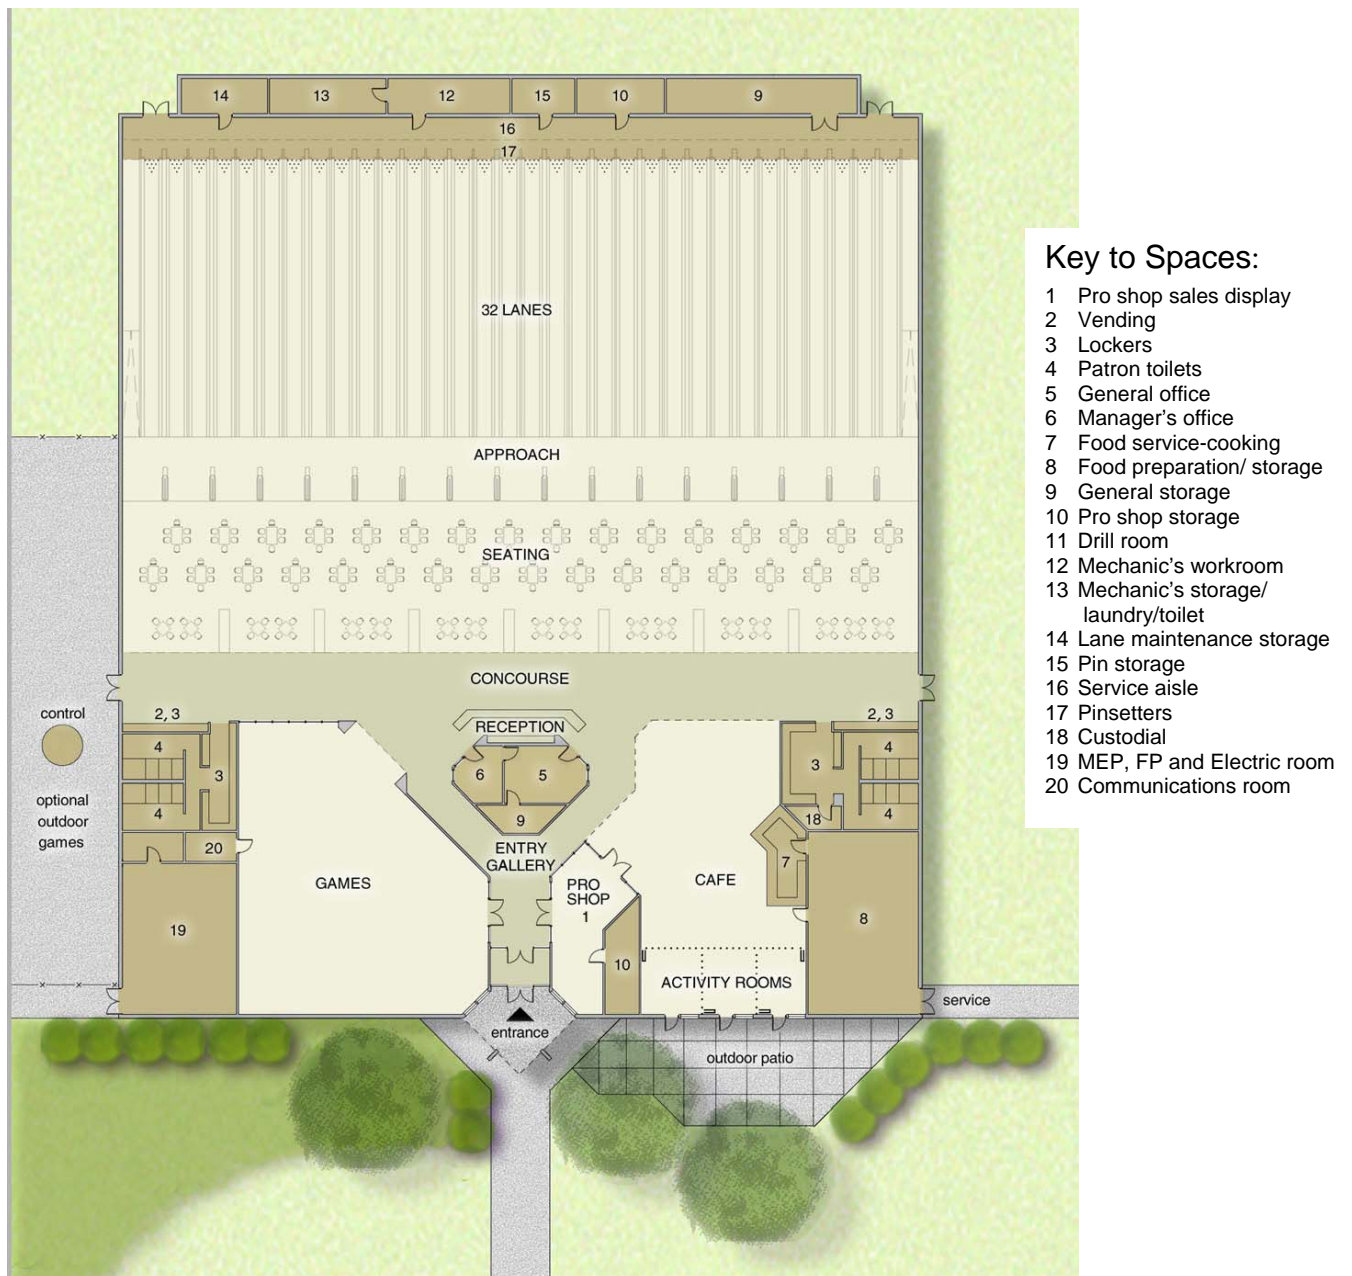 14 13 12 15 10 9
16
17
32 LANES
APPROACH
SEATING
CONCOURSE
control
2, 3
RECEPTION
2, 3
4
3
6
5
3
4
optional
outdoor
games
4
9
18
4
20
ENTRY
GALLERY
7
GAMES
PRO
SHOP
1
CAFE
19
8
10
ACTIVITY ROOMS
service
entrance
outdoor patio
Key to Spaces:
1 Pro shop sales display
2 Vending
3 Lockers
4 Patron toilets
5 General office
6 Manager's office
7 Food service-cooking
8 Food preparation/ storage
9 General storage
10 Pro shop storage
11 Drill room
12 Mechanic's workroom
13 Mechanic's storage/
laundry/toilet
14 Lane maintenance storage
15 Pin storage
16 Service aisle
17 Pinsetters
18 Custodial
19 MEP, FP and Electric room
20 Communications room